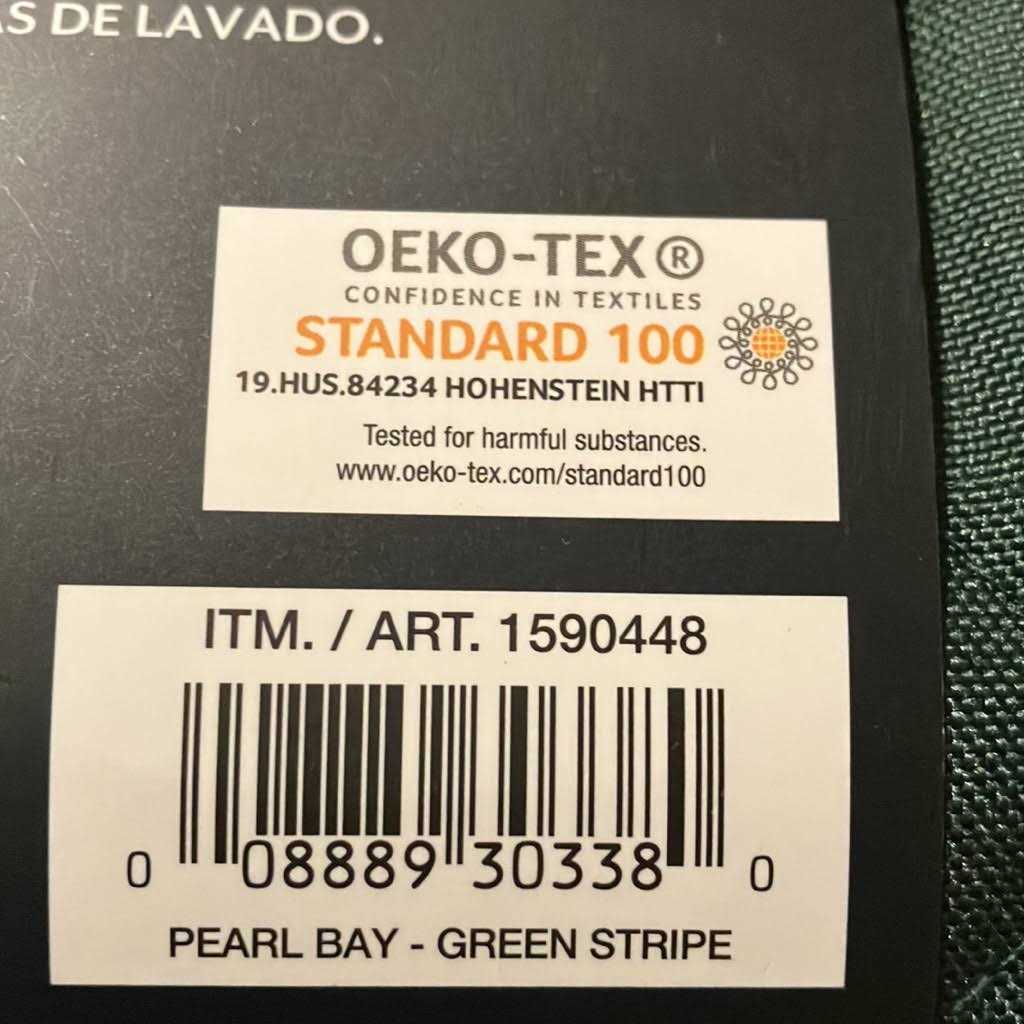 DE LAVADO.
OEKO-TEX®
CONFIDENCE IN TEXTILES
STANDARD 100
19.HUS.84234 HOHENSTEIN HTTI
Tested for harmful substances.
www.oeko-tex.com/standard100
ITM. / ART. 1590448
0 08889 30338 0
PEARL BAY - GREEN STRIPE